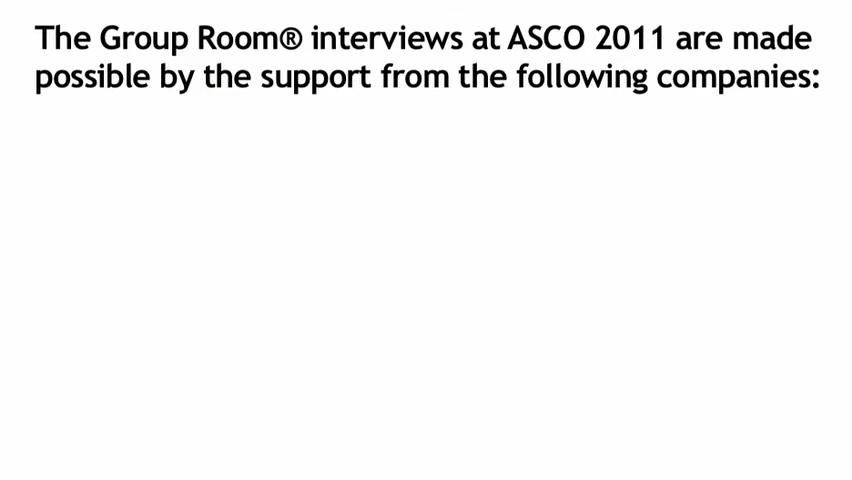 The Group Room® interviews at ASCO 2011 are made
possible by the support from the following companies: